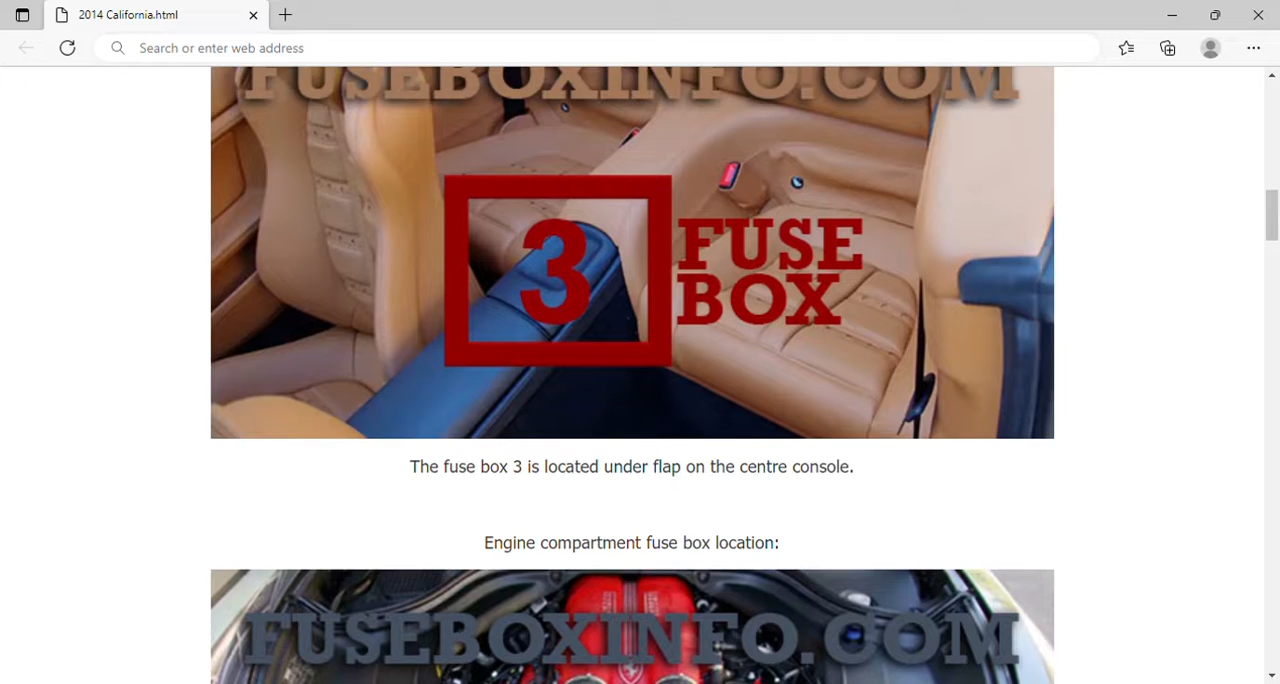 2014 California.html
Search or enter web address
FUSEBOXINFO.COM
3
FUSE
BOX
The fuse box 3 is located under flap on the centre console.
Engine compartment fuse box location:
FUSEBOXINFO.COM